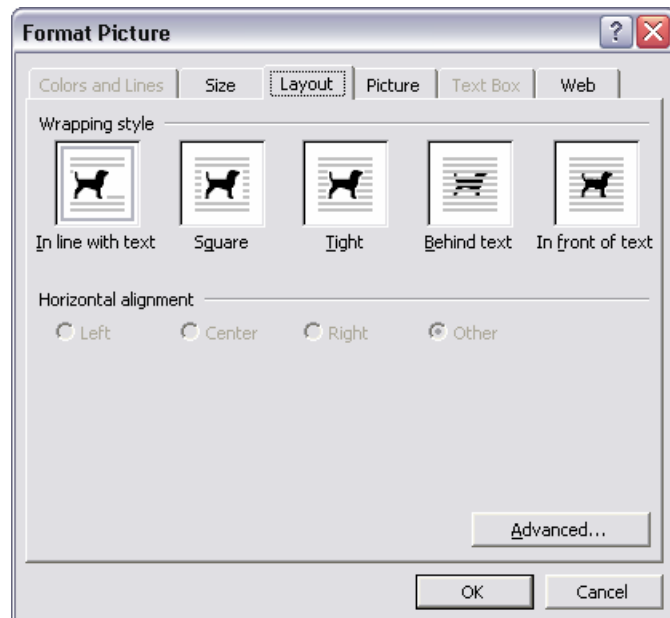 Format Picture
Colors and Lines Size Layout Picture Text Box Web
Wrapping style
In line with text Square Tight Behind text In front of text
Horizontal alignment
Left Center Right Other
Advanced...
OK Cancel